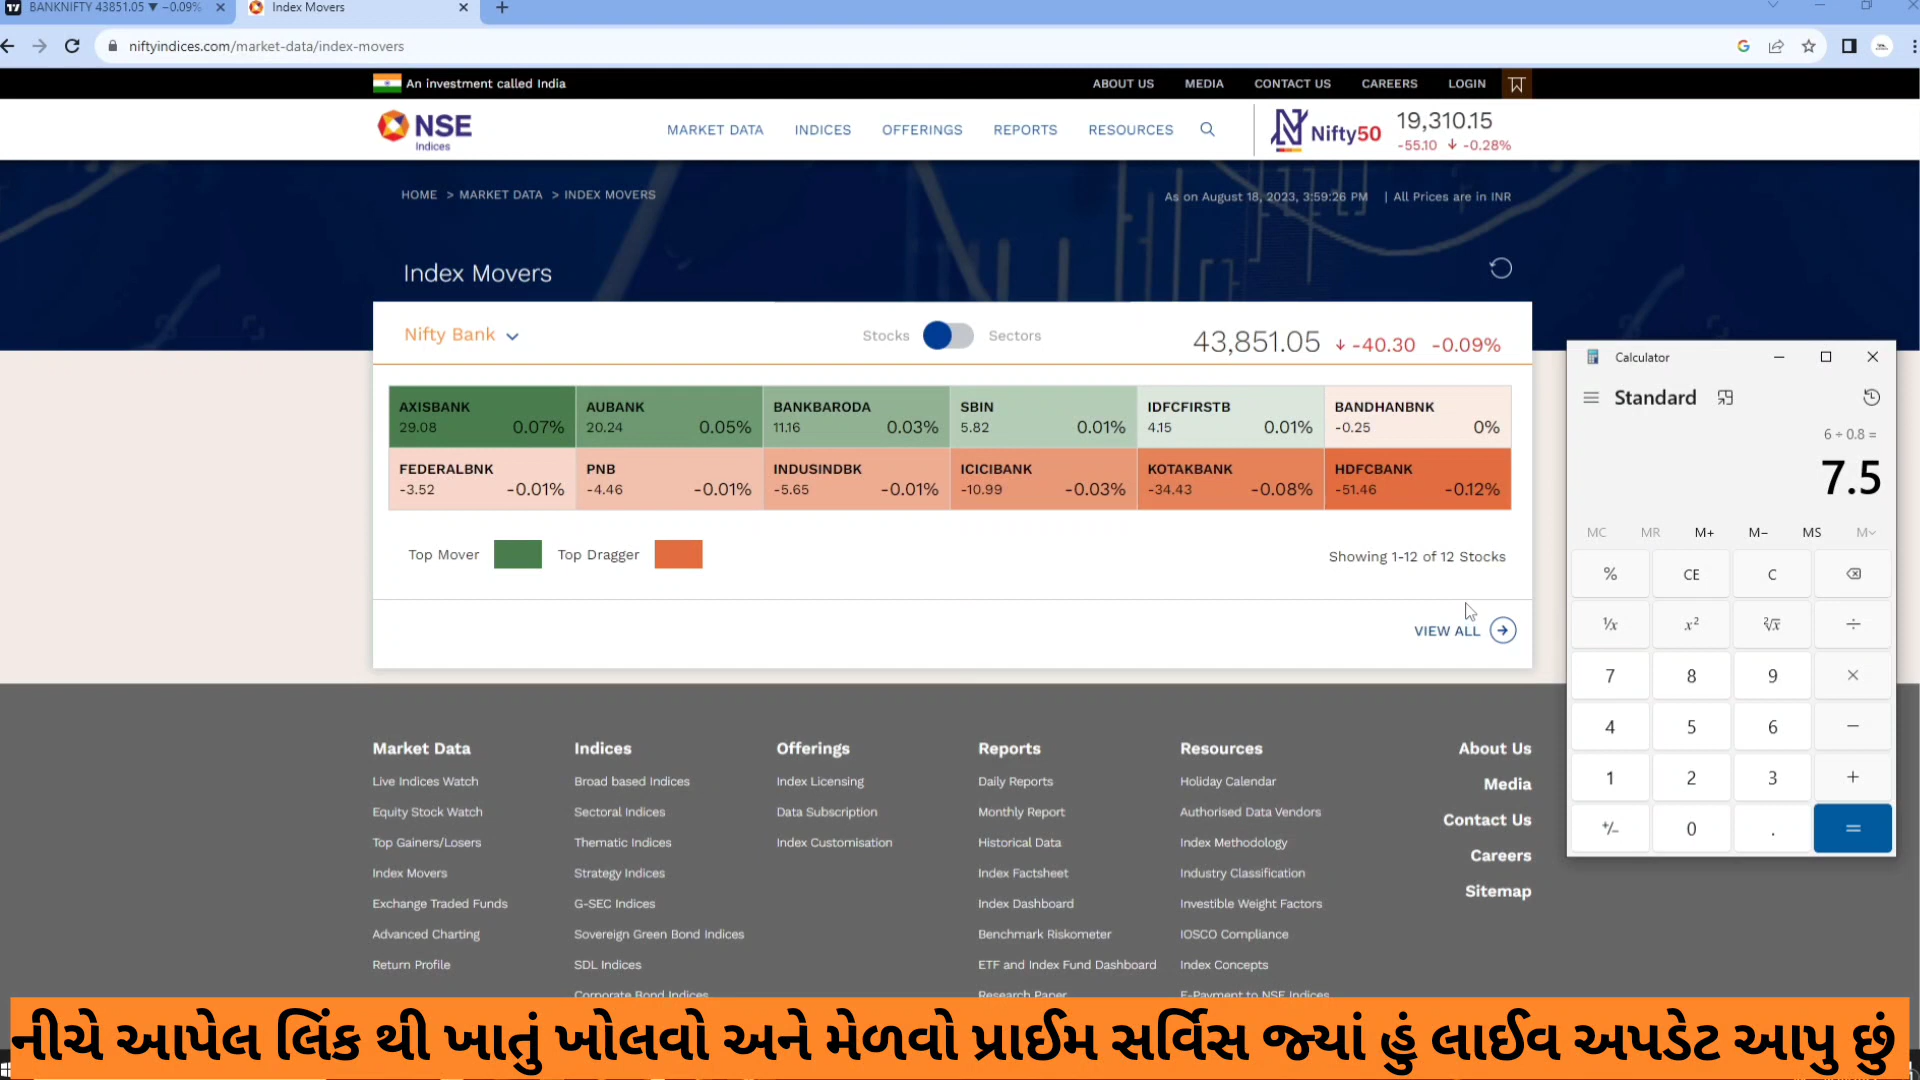 BANKNIFTY 43851.05 ▼ −0.09%
Index Movers
niftyindices.com/market-data/index-movers
An investment called India
ABOUT US MEDIA CONTACT US CAREERS LOGIN
NSE
Indices
MARKET DATA INDICES OFFERINGS REPORTS RESOURCES
Nifty50
19,310.15
-55.10 ↓ -0.28%
HOME > MARKET DATA > INDEX MOVERS
As on August 18, 2023, 3:59:26 PM | All Prices are in INR
Index Movers
Nifty Bank
Stocks Sectors
43,851.05 ↓ -40.30 -0.09%
AXISBANK
29.08 0.07%
AUBANK
20.24 0.05%
BANKBARODA
11.16 0.03%
SBIN
5.82 0.01%
IDFCFIRSTB
4.15 0.01%
BANDHANBNK
-0.25 0%
FEDERALBNK
-3.52 -0.01%
PNB
-4.46 -0.01%
INDUSINDBK
-5.65 -0.01%
ICICIBANK
-10.99 -0.03%
KOTAKBANK
-34.43 -0.08%
HDFCBANK
-51.46 -0.12%
Top Mover Top Dragger
Showing 1-12 of 12 Stocks
VIEW ALL
Calculator
Standard
6 ÷ 0.8 =
7.5
MC MR M+ M− MS M˅
% CE C ⌫
¹/x x² ²√x ÷
7 8 9 ×
4 5 6 −
1 2 3 +
+/− 0 . =
Market Data
Live Indices Watch
Equity Stock Watch
Top Gainers/Losers
Index Movers
Exchange Traded Funds
Advanced Charting
Return Profile
Indices
Broad based Indices
Sectoral Indices
Thematic Indices
Strategy Indices
G-SEC Indices
Sovereign Green Bond Indices
SDL Indices
Corporate Bond Indices
Offerings
Index Licensing
Data Subscription
Index Customisation
Reports
Daily Reports
Monthly Report
Historical Data
Index Factsheet
Index Dashboard
Benchmark Riskometer
ETF and Index Fund Dashboard
Research Paper
Resources
Holiday Calendar
Authorised Data Vendors
Index Methodology
Industry Classification
Investible Weight Factors
IOSCO Compliance
Index Concepts
E-Payment to NSE Indices
About Us
Media
Contact Us
Careers
Sitemap
નીચે આપેલ લિંક થી ખાતું ખોલવો અને મેળવો પ્રાઈમ સર્વિસ જ્યાં હું લાઈવ અપડેટ આપુ છું